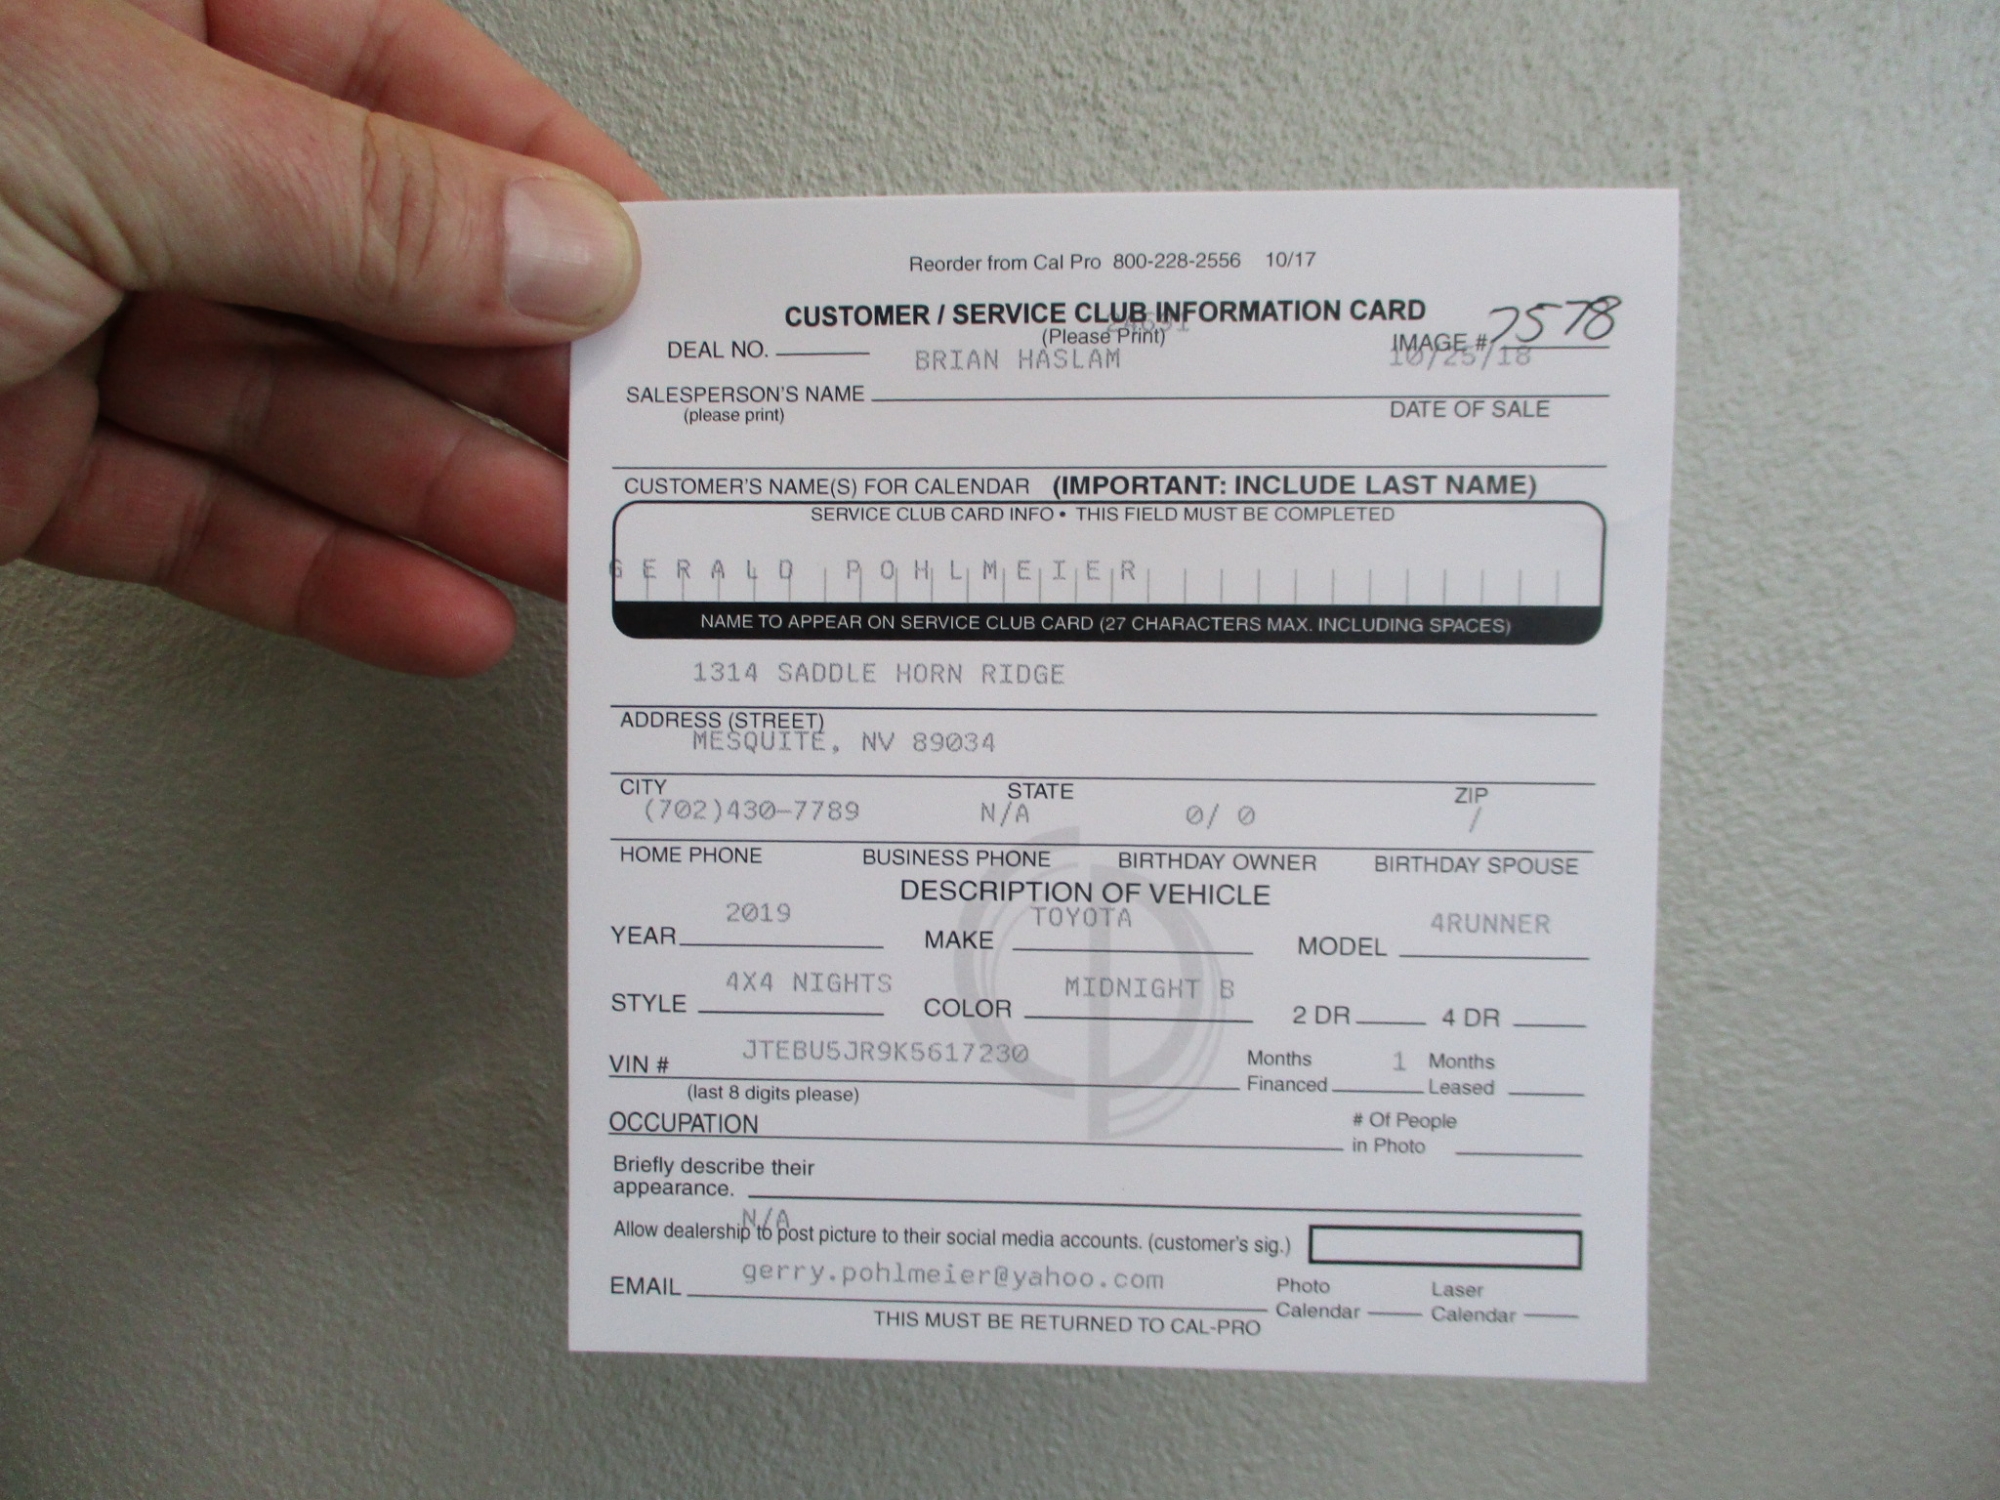 Reorder from Cal Pro 800-228-2556 10/17
CUSTOMER / SERVICE CLUB INFORMATION CARD
(Please Print)
DEAL NO. BRIAN HASLAM IMAGE # 7578
10/25/18
SALESPERSON'S NAME
(please print) DATE OF SALE
CUSTOMER'S NAME(S) FOR CALENDAR (IMPORTANT: INCLUDE LAST NAME)
SERVICE CLUB CARD INFO • THIS FIELD MUST BE COMPLETED
GERALD POHLMEIER
NAME TO APPEAR ON SERVICE CLUB CARD (27 CHARACTERS MAX. INCLUDING SPACES)
1314 SADDLE HORN RIDGE
ADDRESS (STREET)
MESQUITE, NV 89034
CITY STATE ZIP
(702)430-7789 N/A 0/ 0 /
HOME PHONE BUSINESS PHONE BIRTHDAY OWNER BIRTHDAY SPOUSE
DESCRIPTION OF VEHICLE
YEAR 2019 MAKE TOYOTA MODEL 4RUNNER
STYLE 4X4 NIGHTS COLOR MIDNIGHT B 2 DR 4 DR
VIN # JTEBU5JR9K5617230 Months Financed 1 Months Leased
(last 8 digits please)
OCCUPATION # Of People in Photo
Briefly describe their
appearance.
N/A
Allow dealership to post picture to their social media accounts. (customer's sig.)
EMAIL gerry.pohlmeier@yahoo.com Photo Calendar Laser Calendar
THIS MUST BE RETURNED TO CAL-PRO